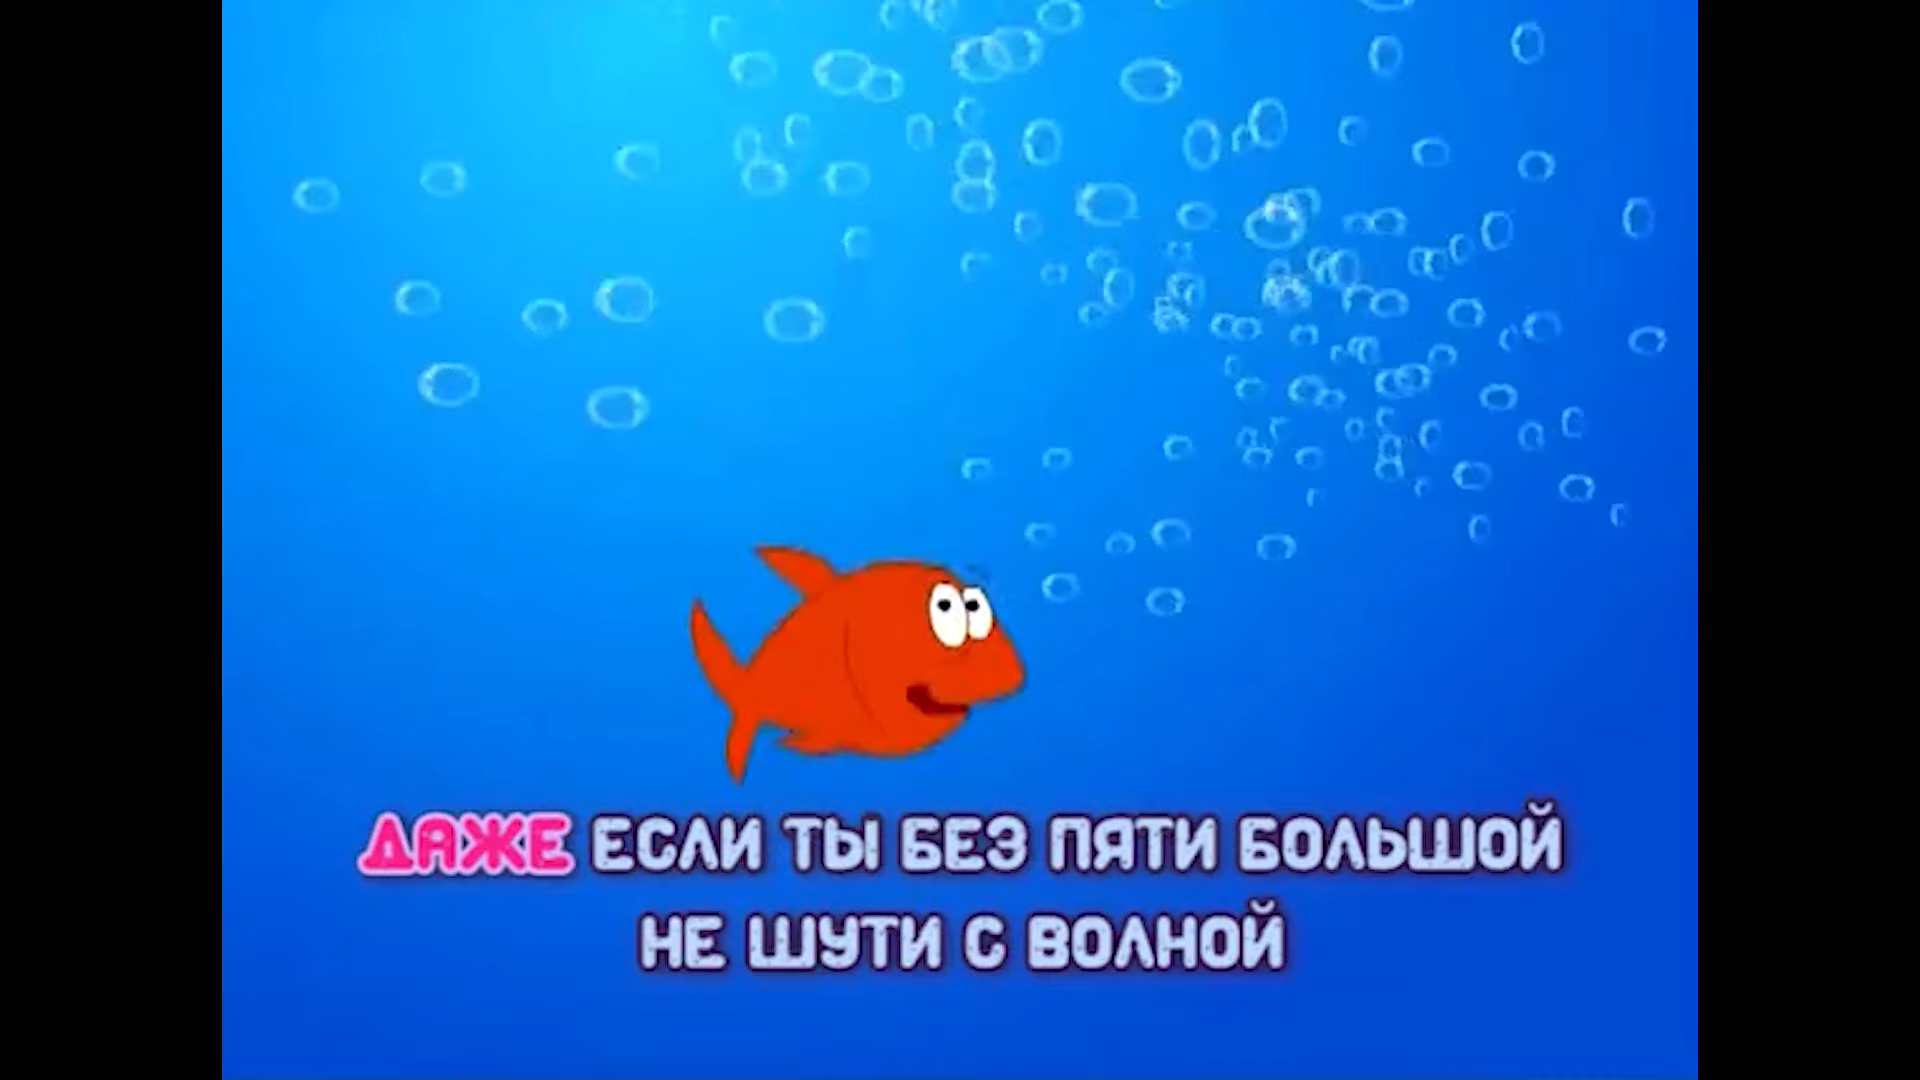 ДАЖЕ ЕСЛИ ТЫ БЕЗ ПЯТИ БОЛЬШОЙ
НЕ ШУТИ С ВОЛНОЙ